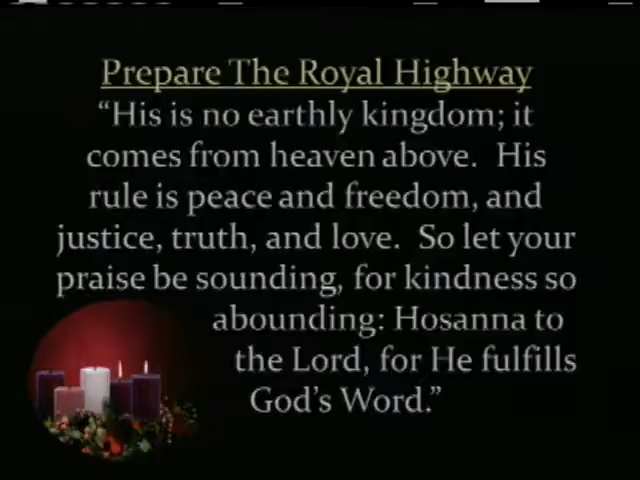 Prepare The Royal Highway
“His is no earthly kingdom; it
comes from heaven above.  His
rule is peace and freedom, and
justice, truth, and love.  So let your
praise be sounding, for kindness so
abounding: Hosanna to
the Lord, for He fulfills
God’s Word.”